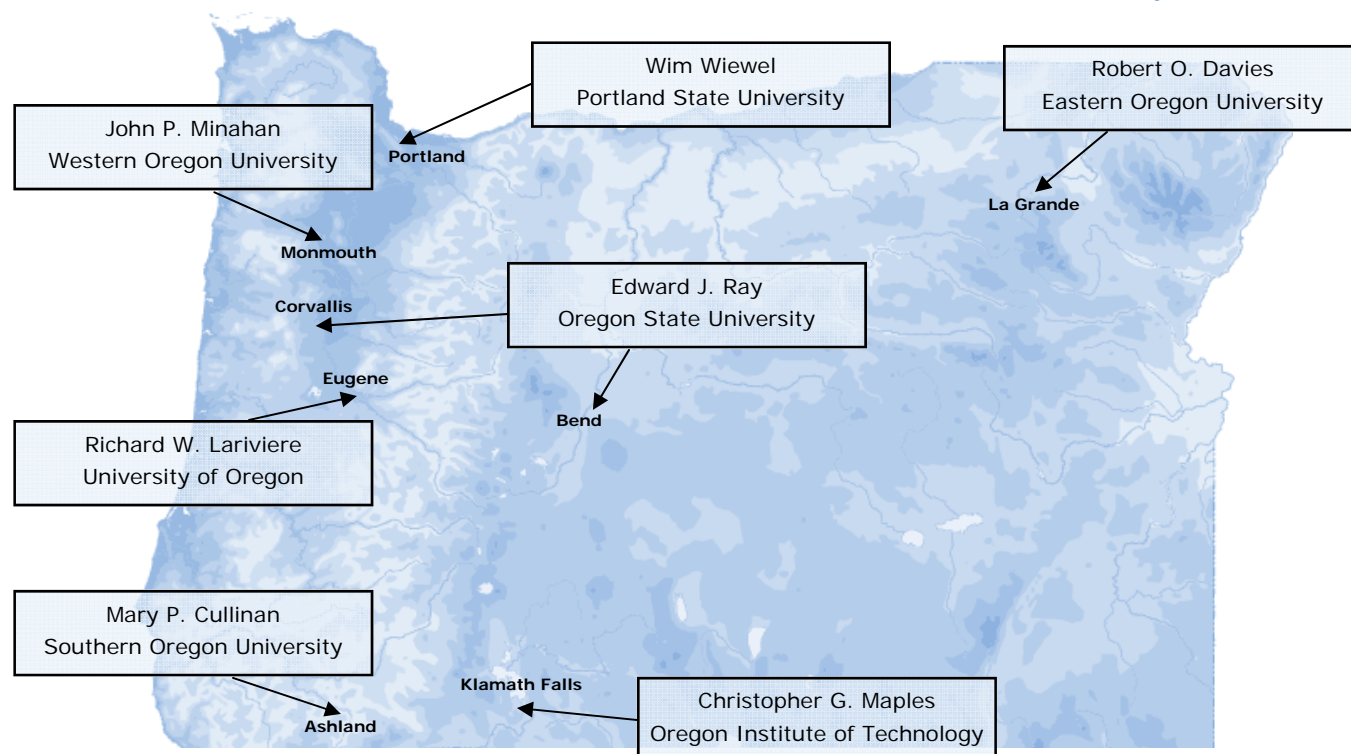 Wim Wiewel
Portland State University
Robert O. Davies
Eastern Oregon University
John P. Minahan
Western Oregon University
Portland
La Grande
Monmouth
Edward J. Ray
Oregon State University
Corvallis
Eugene
Bend
Richard W. Lariviere
University of Oregon
Mary P. Cullinan
Southern Oregon University
Klamath Falls
Christopher G. Maples
Oregon Institute of Technology
Ashland